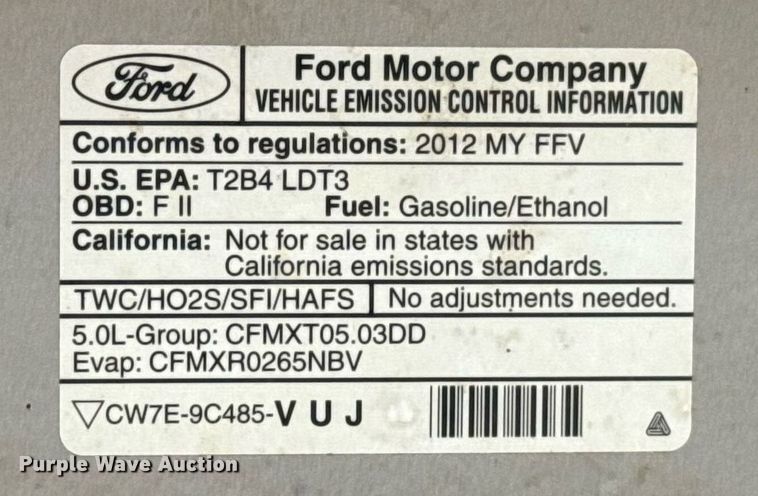 Ford
Ford Motor Company
VEHICLE EMISSION CONTROL INFORMATION
Conforms to regulations: 2012 MY FFV
U.S. EPA: T2B4 LDT3
OBD: F II Fuel: Gasoline/Ethanol
California: Not for sale in states with
California emissions standards.
TWC/HO2S/SFI/HAFS No adjustments needed.
5.0L-Group: CFMXT05.03DD
Evap: CFMXR0265NBV
CW7E-9C485-VUJ
Purple Wave Auction